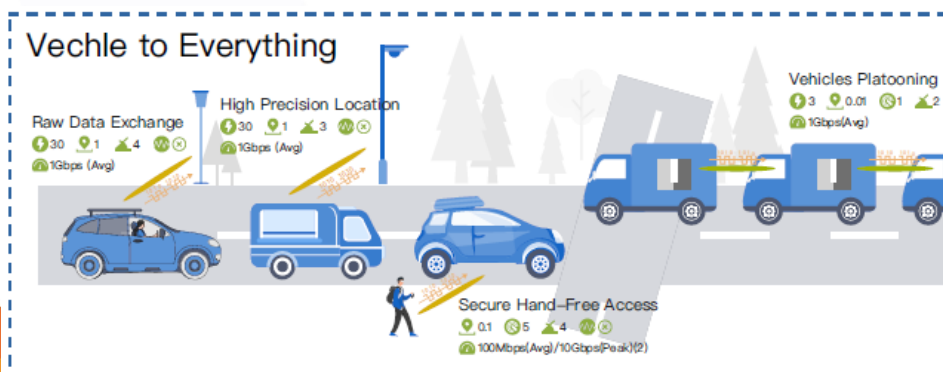 Vechle to Everything
Raw Data Exchange
30 1 4
1Gbps (Avg)
High Precision Location
30 1 3
1Gbps (Avg)
Vehicles Platooning
3 0.01 1 2
1Gbps(Avg)
Secure Hand-Free Access
0.1 5 4
100Mbps(Avg)/10Gbps(Peak)(2)